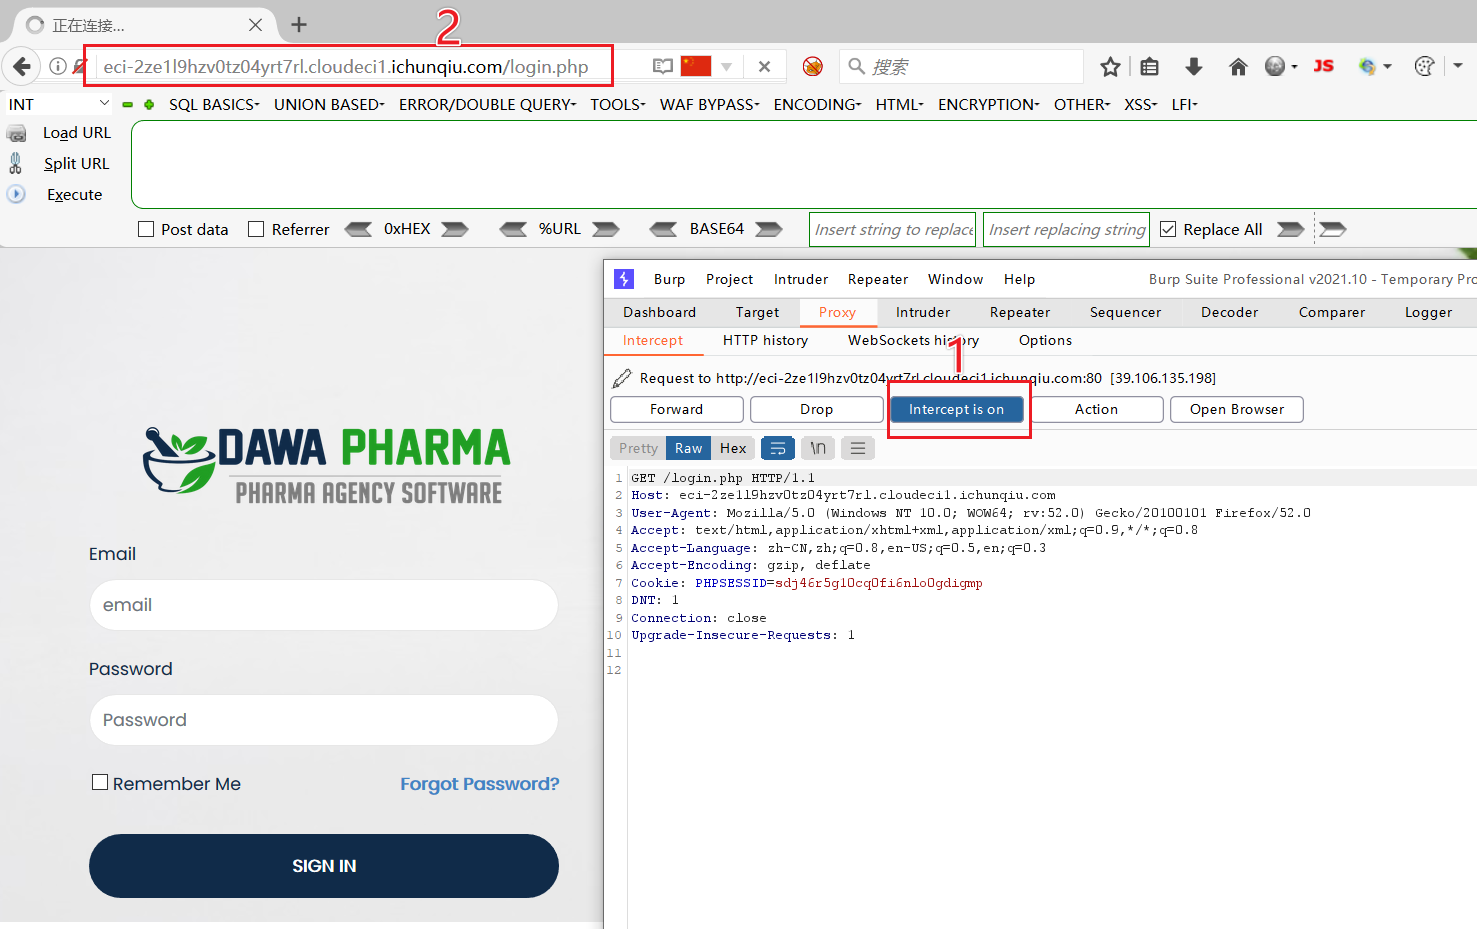 正在连接...
2
eci-2ze1l9hzv0tz04yrt7rl.cloudeci1.ichunqiu.com/login.php
搜索
JS
INT
SQL BASICS
UNION BASED
ERROR/DOUBLE QUERY
TOOLS
WAF BYPASS
ENCODING
HTML
ENCRYPTION
OTHER
XSS
LFI
Load URL
Split URL
Execute
Post data
Referrer
0xHEX
%URL
BASE64
Insert string to replace
Insert replacing string
Replace All
DAWA PHARMA
PHARMA AGENCY SOFTWARE
Email
email
Password
Password
Remember Me
Forgot Password?
SIGN IN
Burp Project Intruder Repeater Window Help
Burp Suite Professional v2021.10 - Temporary Pro
Dashboard Target Proxy Intruder Repeater Sequencer Decoder Comparer Logger
Intercept HTTP history WebSockets history Options
1
Request to http://eci-2ze1l9hzv0tz04yrt7rl.cloudeci1.ichunqiu.com:80 [39.106.135.198]
Forward Drop Intercept is on Action Open Browser
Pretty Raw Hex \n
1 GET /login.php HTTP/1.1
2 Host: eci-2ze1l9hzv0tz04yrt7rl.cloudeci1.ichunqiu.com
3 User-Agent: Mozilla/5.0 (Windows NT 10.0; WOW64; rv:52.0) Gecko/20100101 Firefox/52.0
4 Accept: text/html,application/xhtml+xml,application/xml;q=0.9,*/*;q=0.8
5 Accept-Language: zh-CN,zh;q=0.8,en-US;q=0.5,en;q=0.3
6 Accept-Encoding: gzip, deflate
7 Cookie: PHPSESSID=sdj46r5g10cq0fi6nlo0gdigmp
8 DNT: 1
9 Connection: close
10 Upgrade-Insecure-Requests: 1
11
12